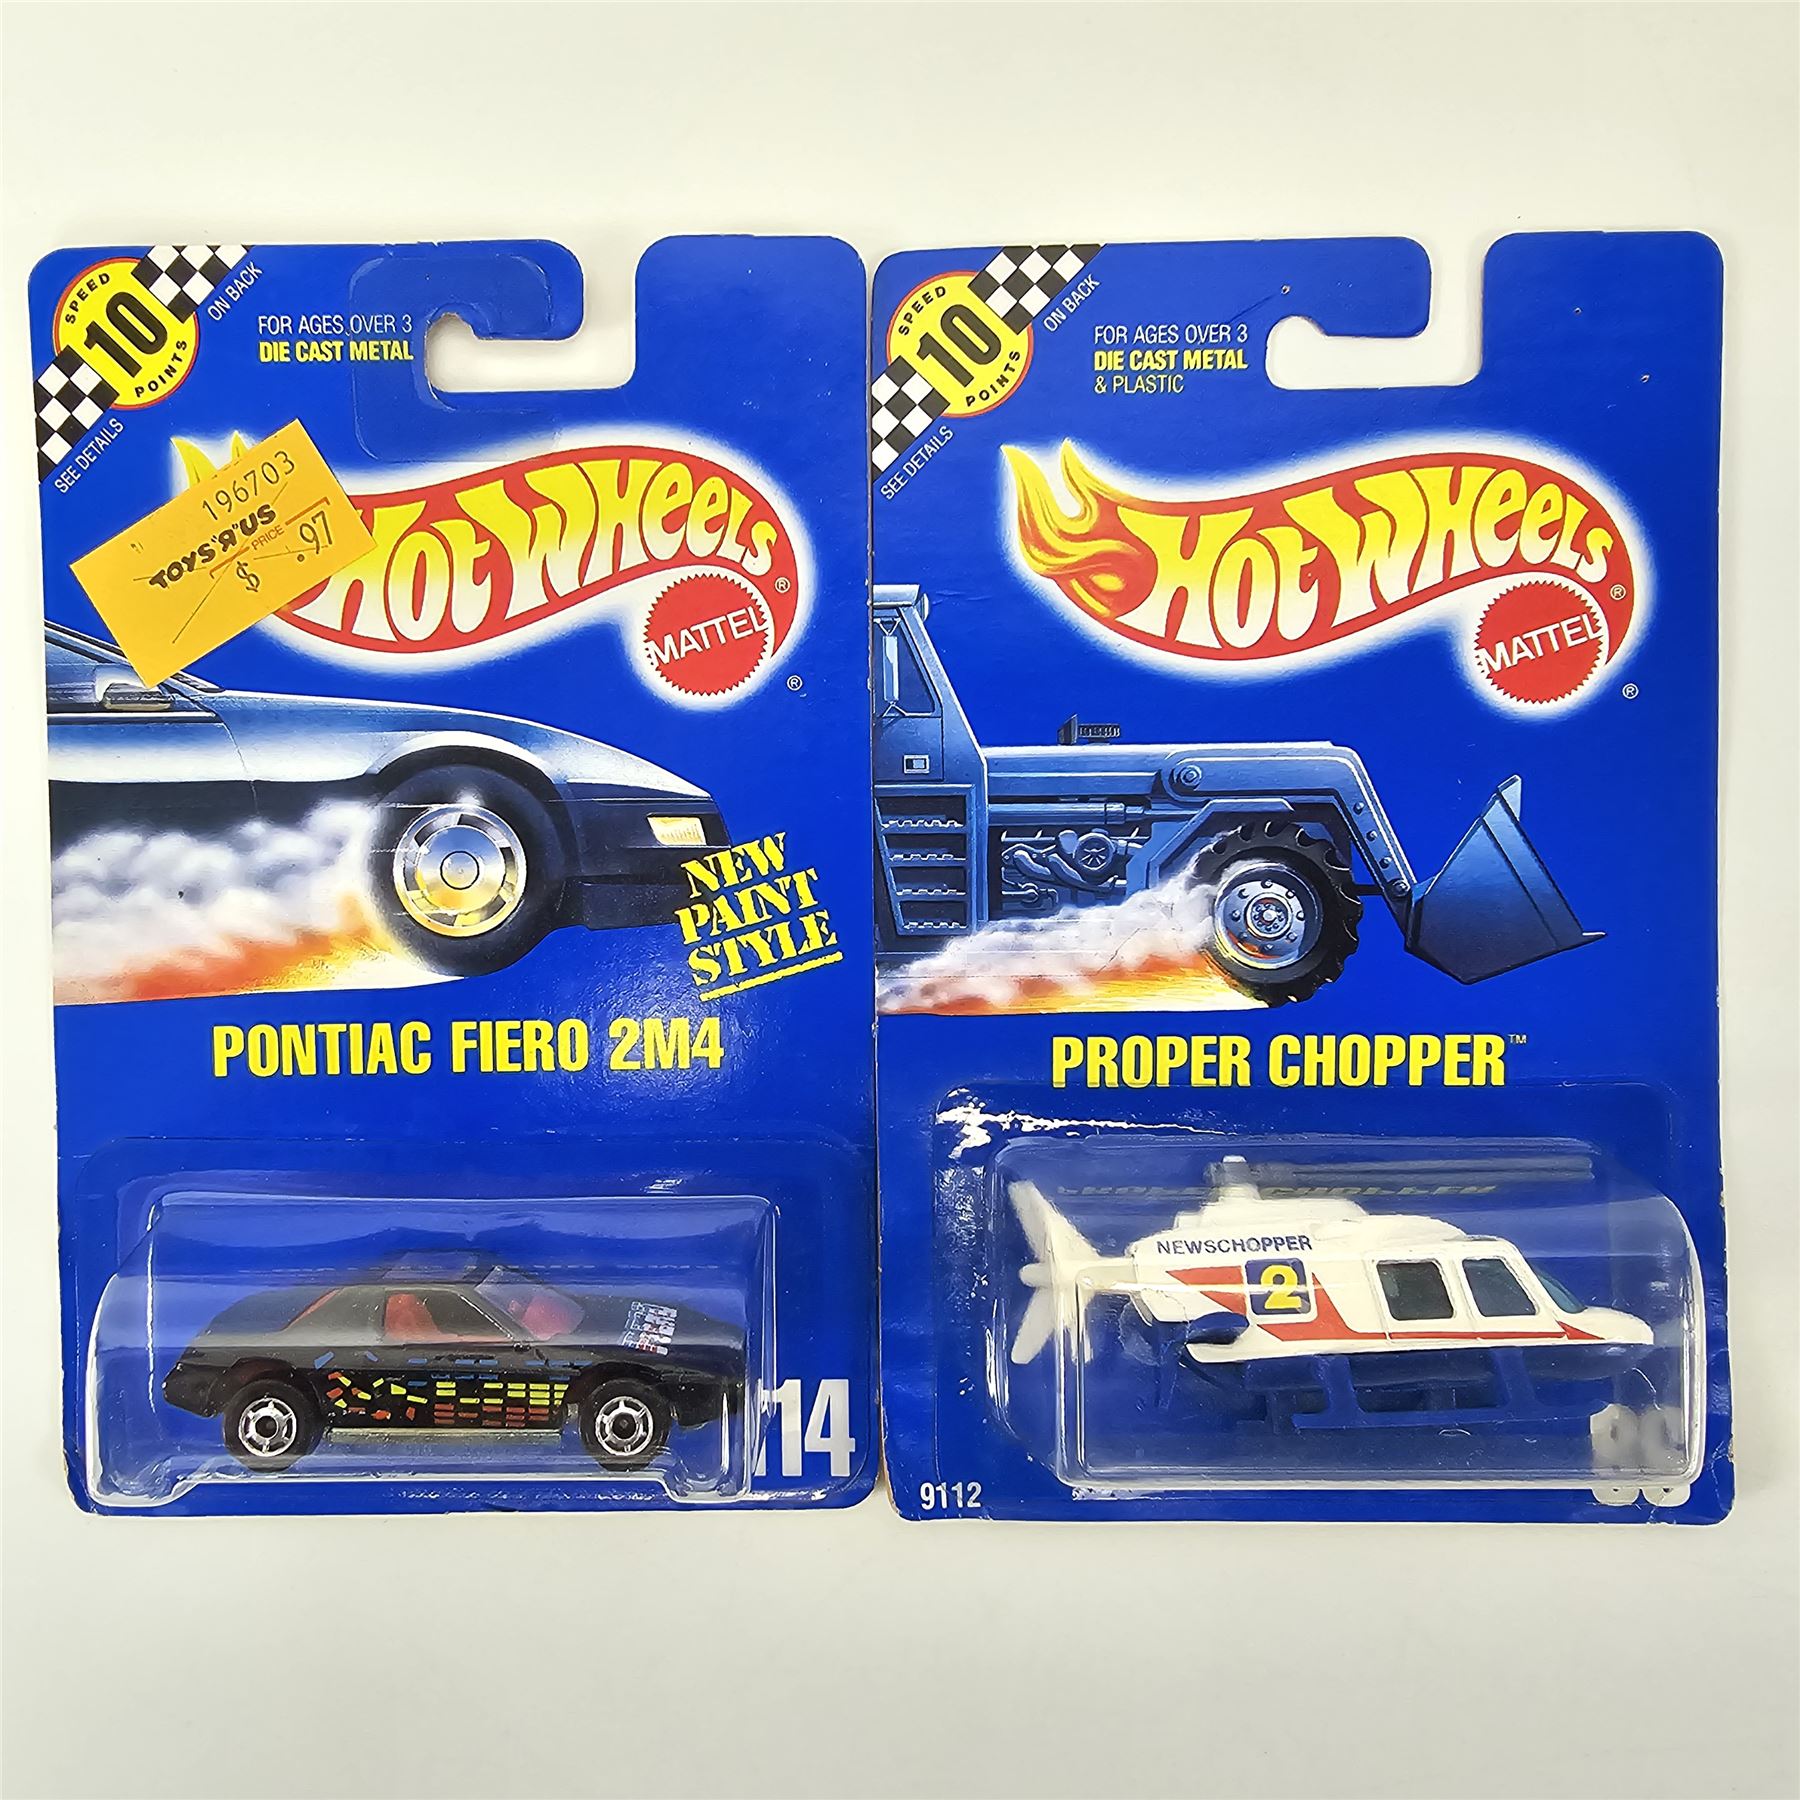 SPEED
10
POINTS
ON BACK
SEE DETAILS
FOR AGES OVER 3
DIE CAST METAL
196703
TOYS "R" US
PRICE
$ .97
HOT WHEELS
®
MATTEL
®
NEW
PAINT
STYLE
PONTIAC FIERO 2M4
114
SPEED
10
POINTS
ON BACK
SEE DETAILS
FOR AGES OVER 3
DIE CAST METAL
& PLASTIC
HOT WHEELS
®
MATTEL
®
PROPER CHOPPER™
NEWSCHOPPER
2
9112